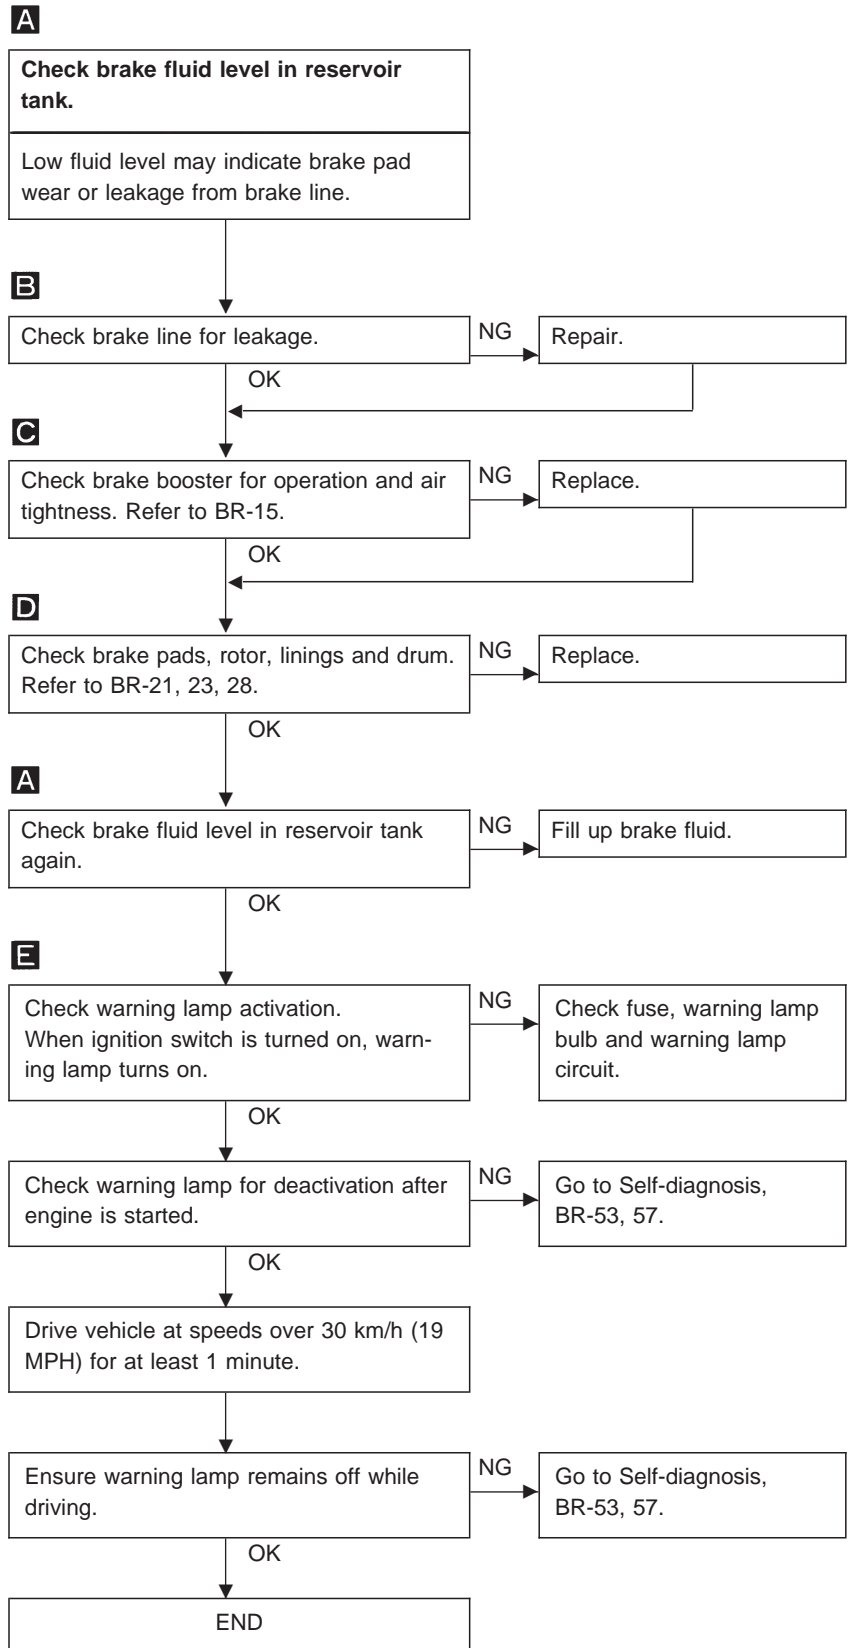 A
Check brake fluid level in reservoir
tank.
Low fluid level may indicate brake pad
wear or leakage from brake line.
B
Check brake line for leakage.
NG
Repair.
OK
C
Check brake booster for operation and air
tightness. Refer to BR-15.
NG
Replace.
OK
D
Check brake pads, rotor, linings and drum.
Refer to BR-21, 23, 28.
NG
Replace.
OK
A
Check brake fluid level in reservoir tank
again.
NG
Fill up brake fluid.
OK
E
Check warning lamp activation.
When ignition switch is turned on, warn-
ing lamp turns on.
NG
Check fuse, warning lamp
bulb and warning lamp
circuit.
OK
Check warning lamp for deactivation after
engine is started.
NG
Go to Self-diagnosis,
BR-53, 57.
OK
Drive vehicle at speeds over 30 km/h (19
MPH) for at least 1 minute.
Ensure warning lamp remains off while
driving.
NG
Go to Self-diagnosis,
BR-53, 57.
OK
END